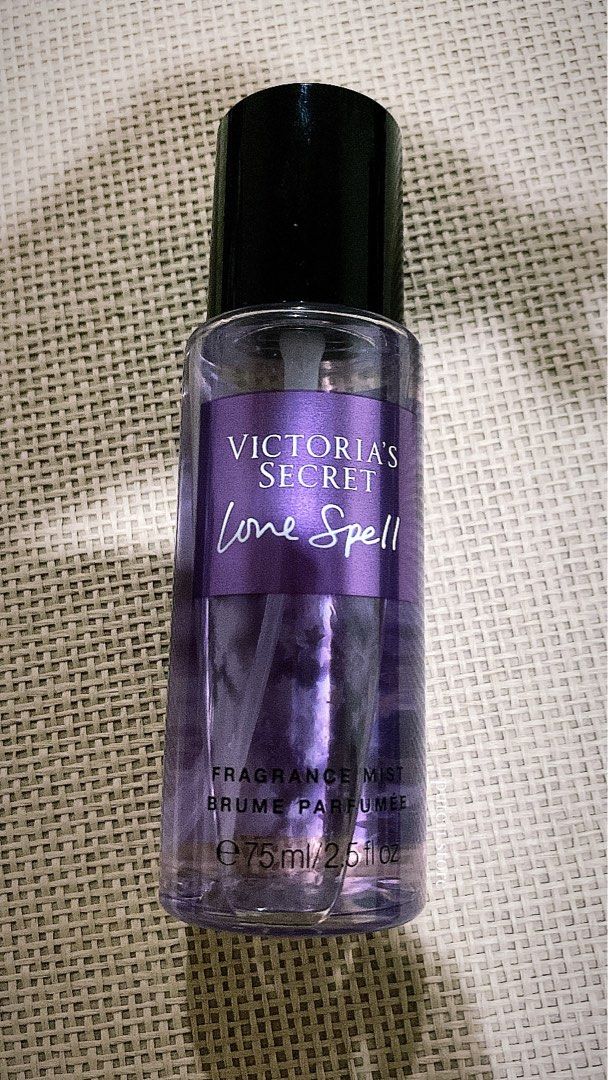 VICTORIA'S
SECRET
Love Spell
FRAGRANCE MIST
BRUME PARFUMÉE
℮ 75 ml/2.5 fl oz